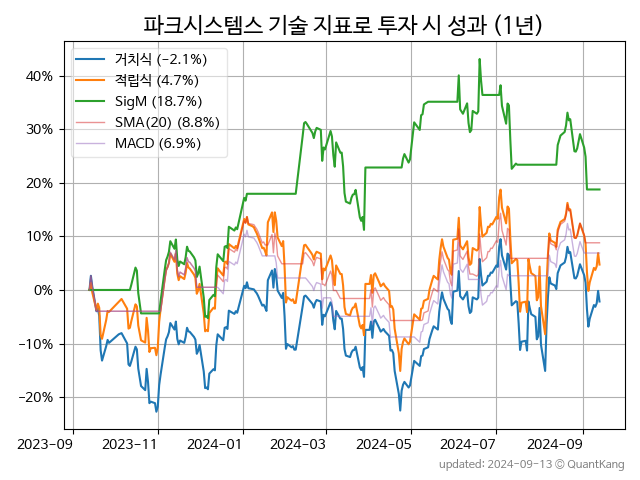 파크시스템스 기술 지표로 투자 시 성과 (1년)
거치식 (-2.1%)
적립식 (4.7%)
SigM (18.7%)
SMA(20) (8.8%)
MACD (6.9%)
40%
30%
20%
10%
0%
−10%
−20%
2023-09
2023-11
2024-01
2024-03
2024-05
2024-07
2024-09
updated: 2024-09-13 ⓒ QuantKang